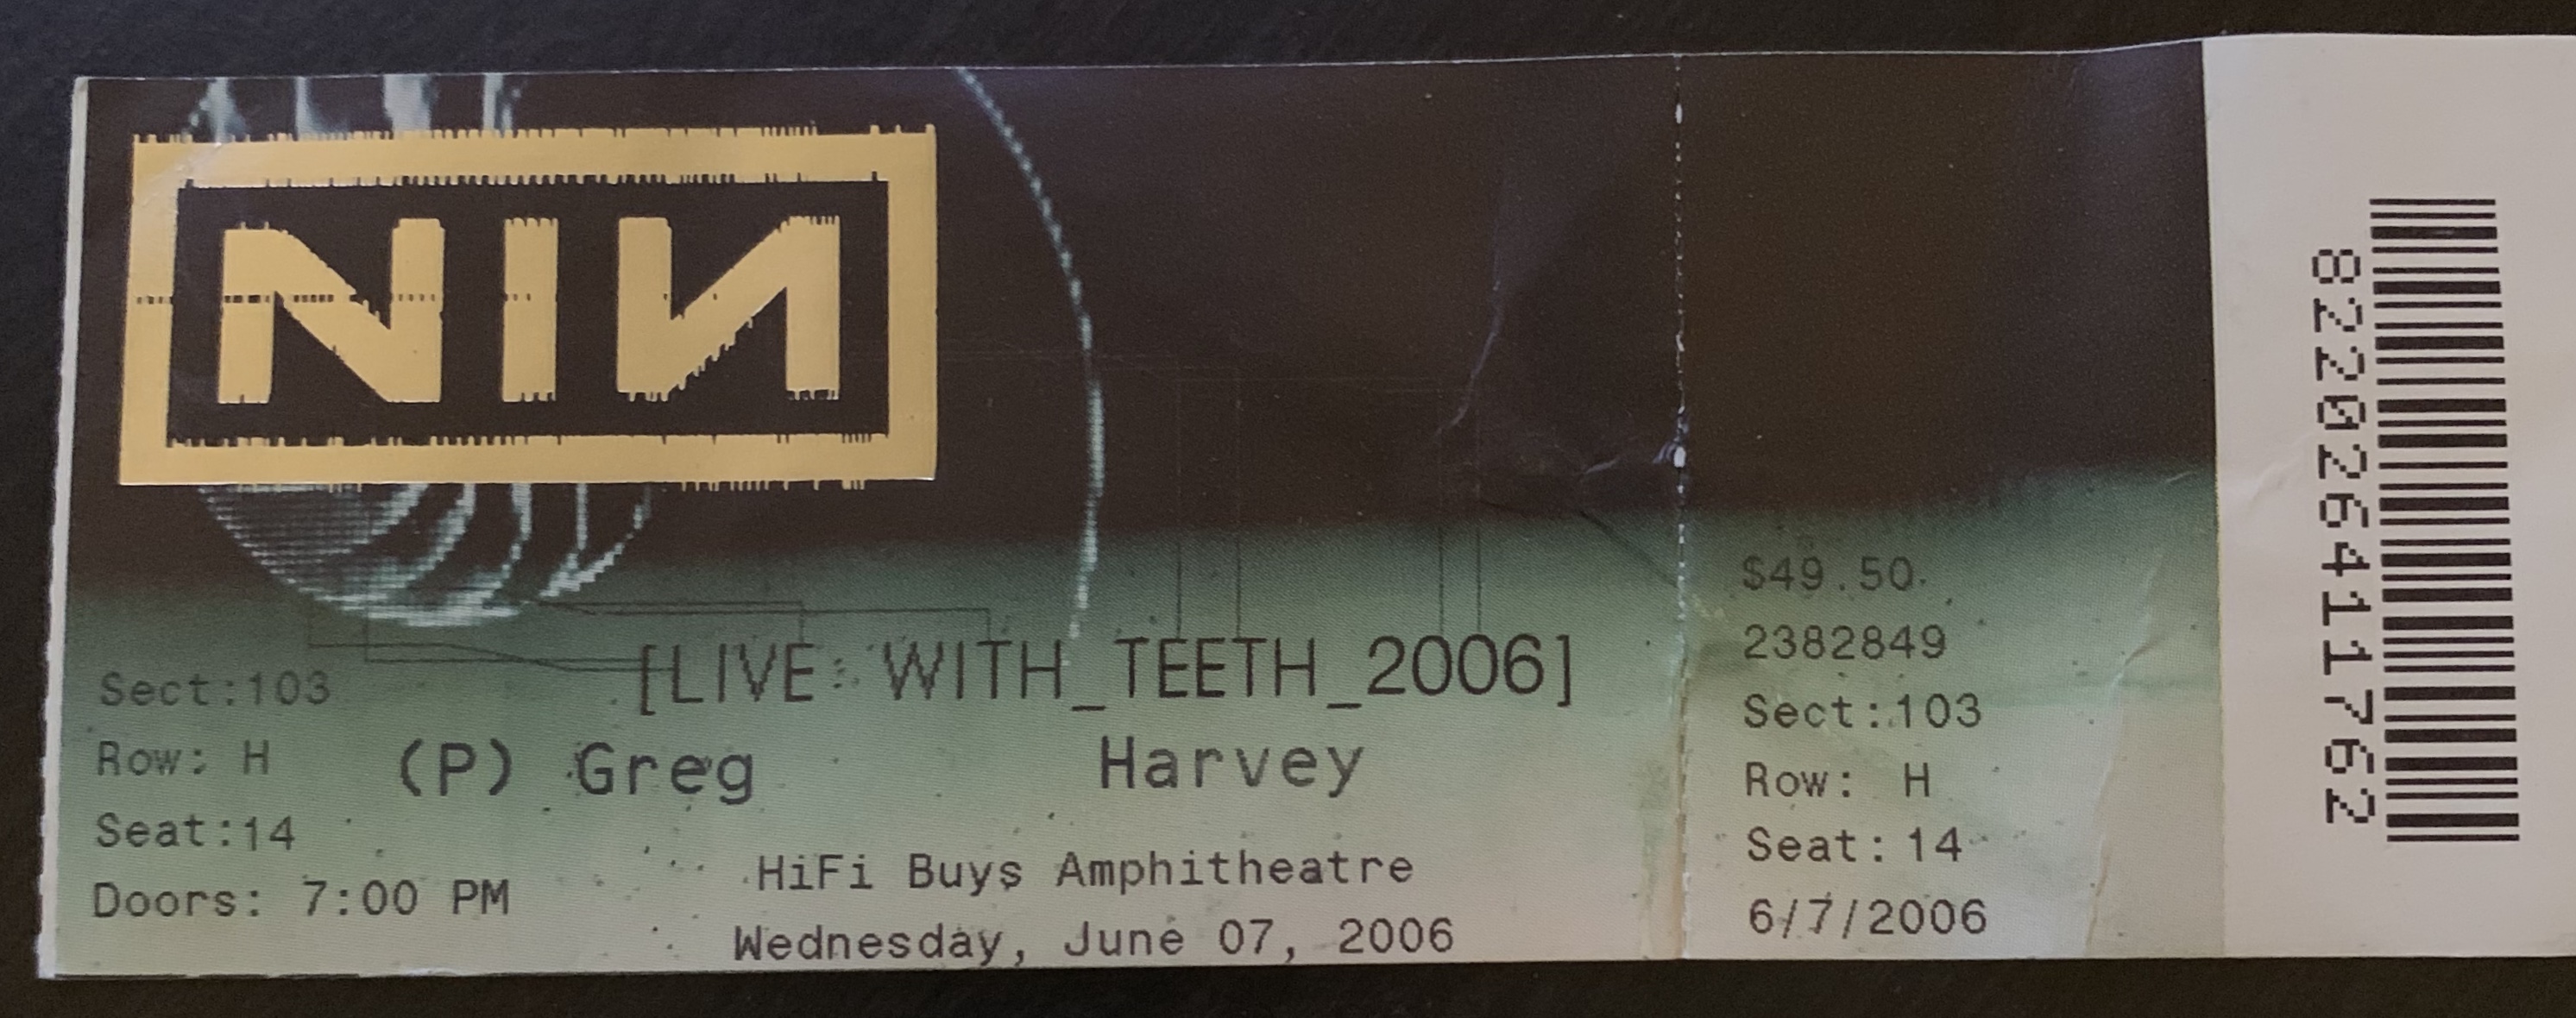 NIN
[LIVE: WITH_TEETH_2006]
Sect:103
Row: H
Seat:14
Doors: 7:00 PM
(P) Greg Harvey
HiFi Buys Amphitheatre
Wednesday, June 07, 2006
$49.50
2382849
Sect:103
Row: H
Seat:14
6/7/2006
822026411762